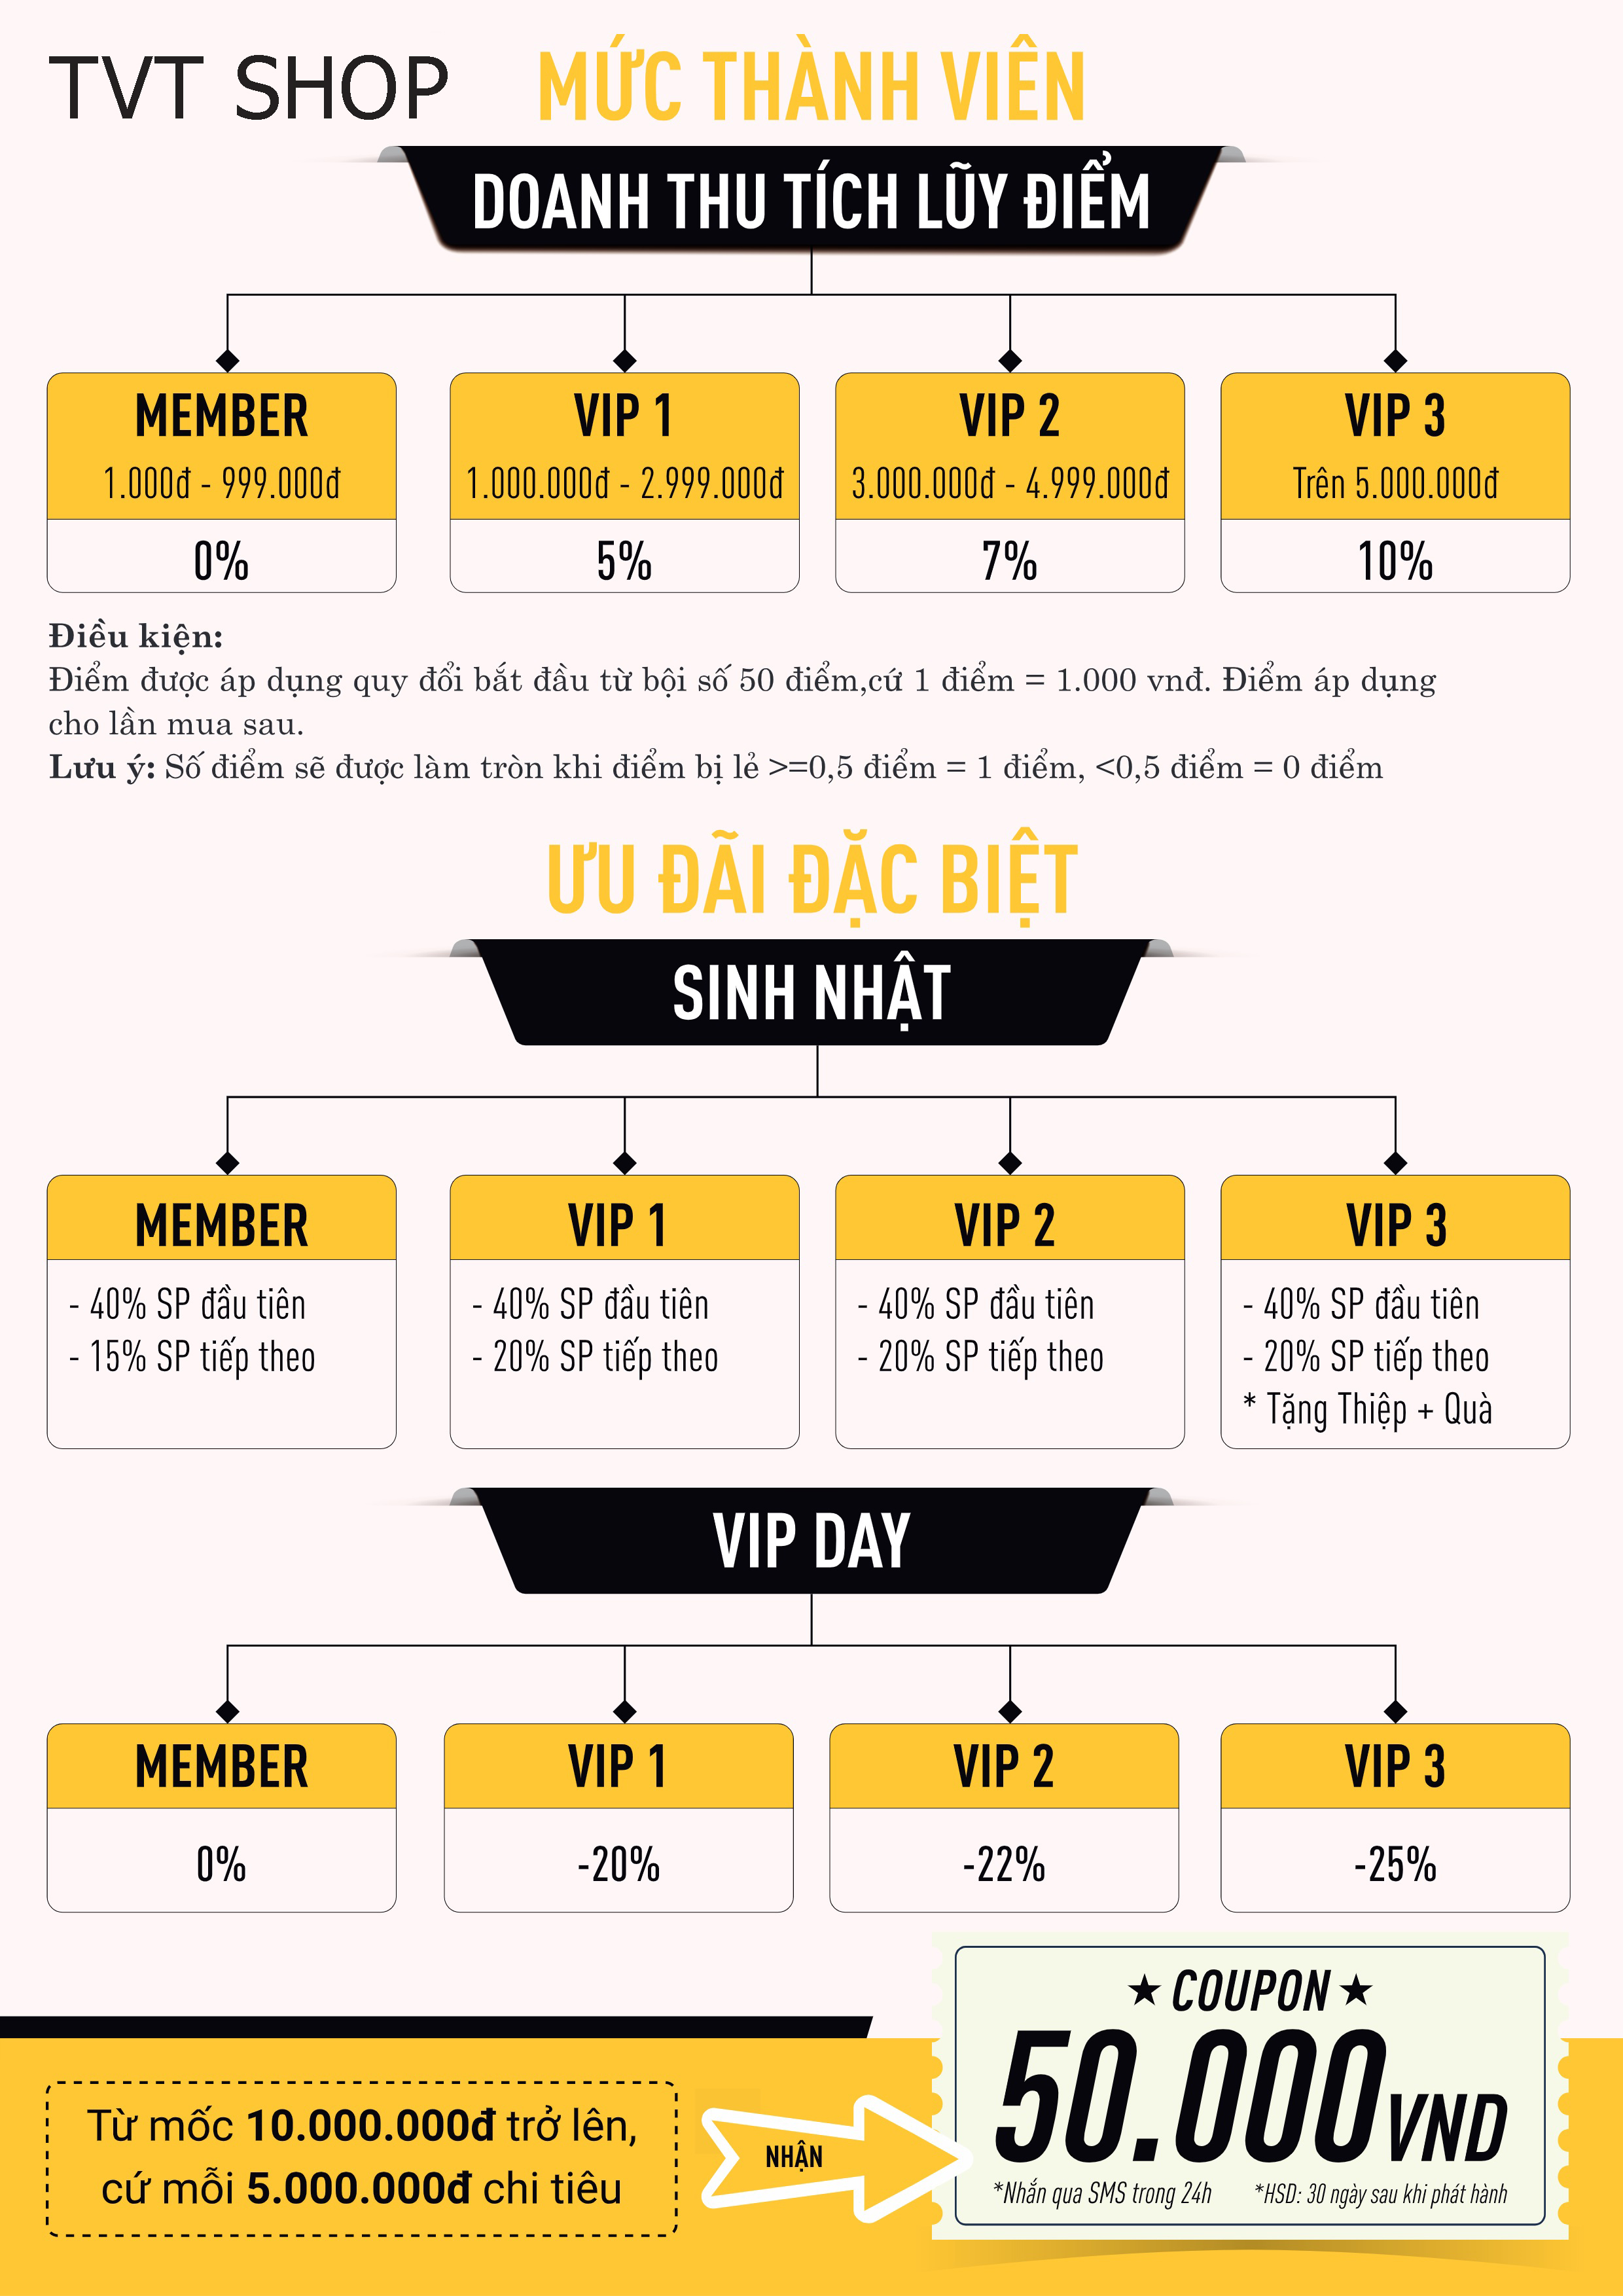 TVT SHOP
MỨC THÀNH VIÊN
DOANH THU TÍCH LŨY ĐIỂM
MEMBER
1.000đ - 999.000đ
0%
VIP 1
1.000.000đ - 2.999.000đ
5%
VIP 2
3.000.000đ - 4.999.000đ
7%
VIP 3
Trên 5.000.000đ
10%
Điều kiện:
Điểm được áp dụng quy đổi bắt đầu từ bội số 50 điểm,cứ 1 điểm = 1.000 vnđ. Điểm áp dụng
cho lần mua sau.
Lưu ý: Số điểm sẽ được làm tròn khi điểm bị lẻ >=0,5 điểm = 1 điểm, <0,5 điểm = 0 điểm
ƯU ĐÃI ĐẶC BIỆT
SINH NHẬT
MEMBER
- 40% SP đầu tiên
- 15% SP tiếp theo
VIP 1
- 40% SP đầu tiên
- 20% SP tiếp theo
VIP 2
- 40% SP đầu tiên
- 20% SP tiếp theo
VIP 3
- 40% SP đầu tiên
- 20% SP tiếp theo
* Tặng Thiệp + Quà
VIP DAY
MEMBER
0%
VIP 1
-20%
VIP 2
-22%
VIP 3
-25%
Từ mốc 10.000.000đ trở lên,
cứ mỗi 5.000.000đ chi tiêu
NHẬN
★ COUPON ★
50.000VND
*Nhắn qua SMS trong 24h
*HSD: 30 ngày sau khi phát hành